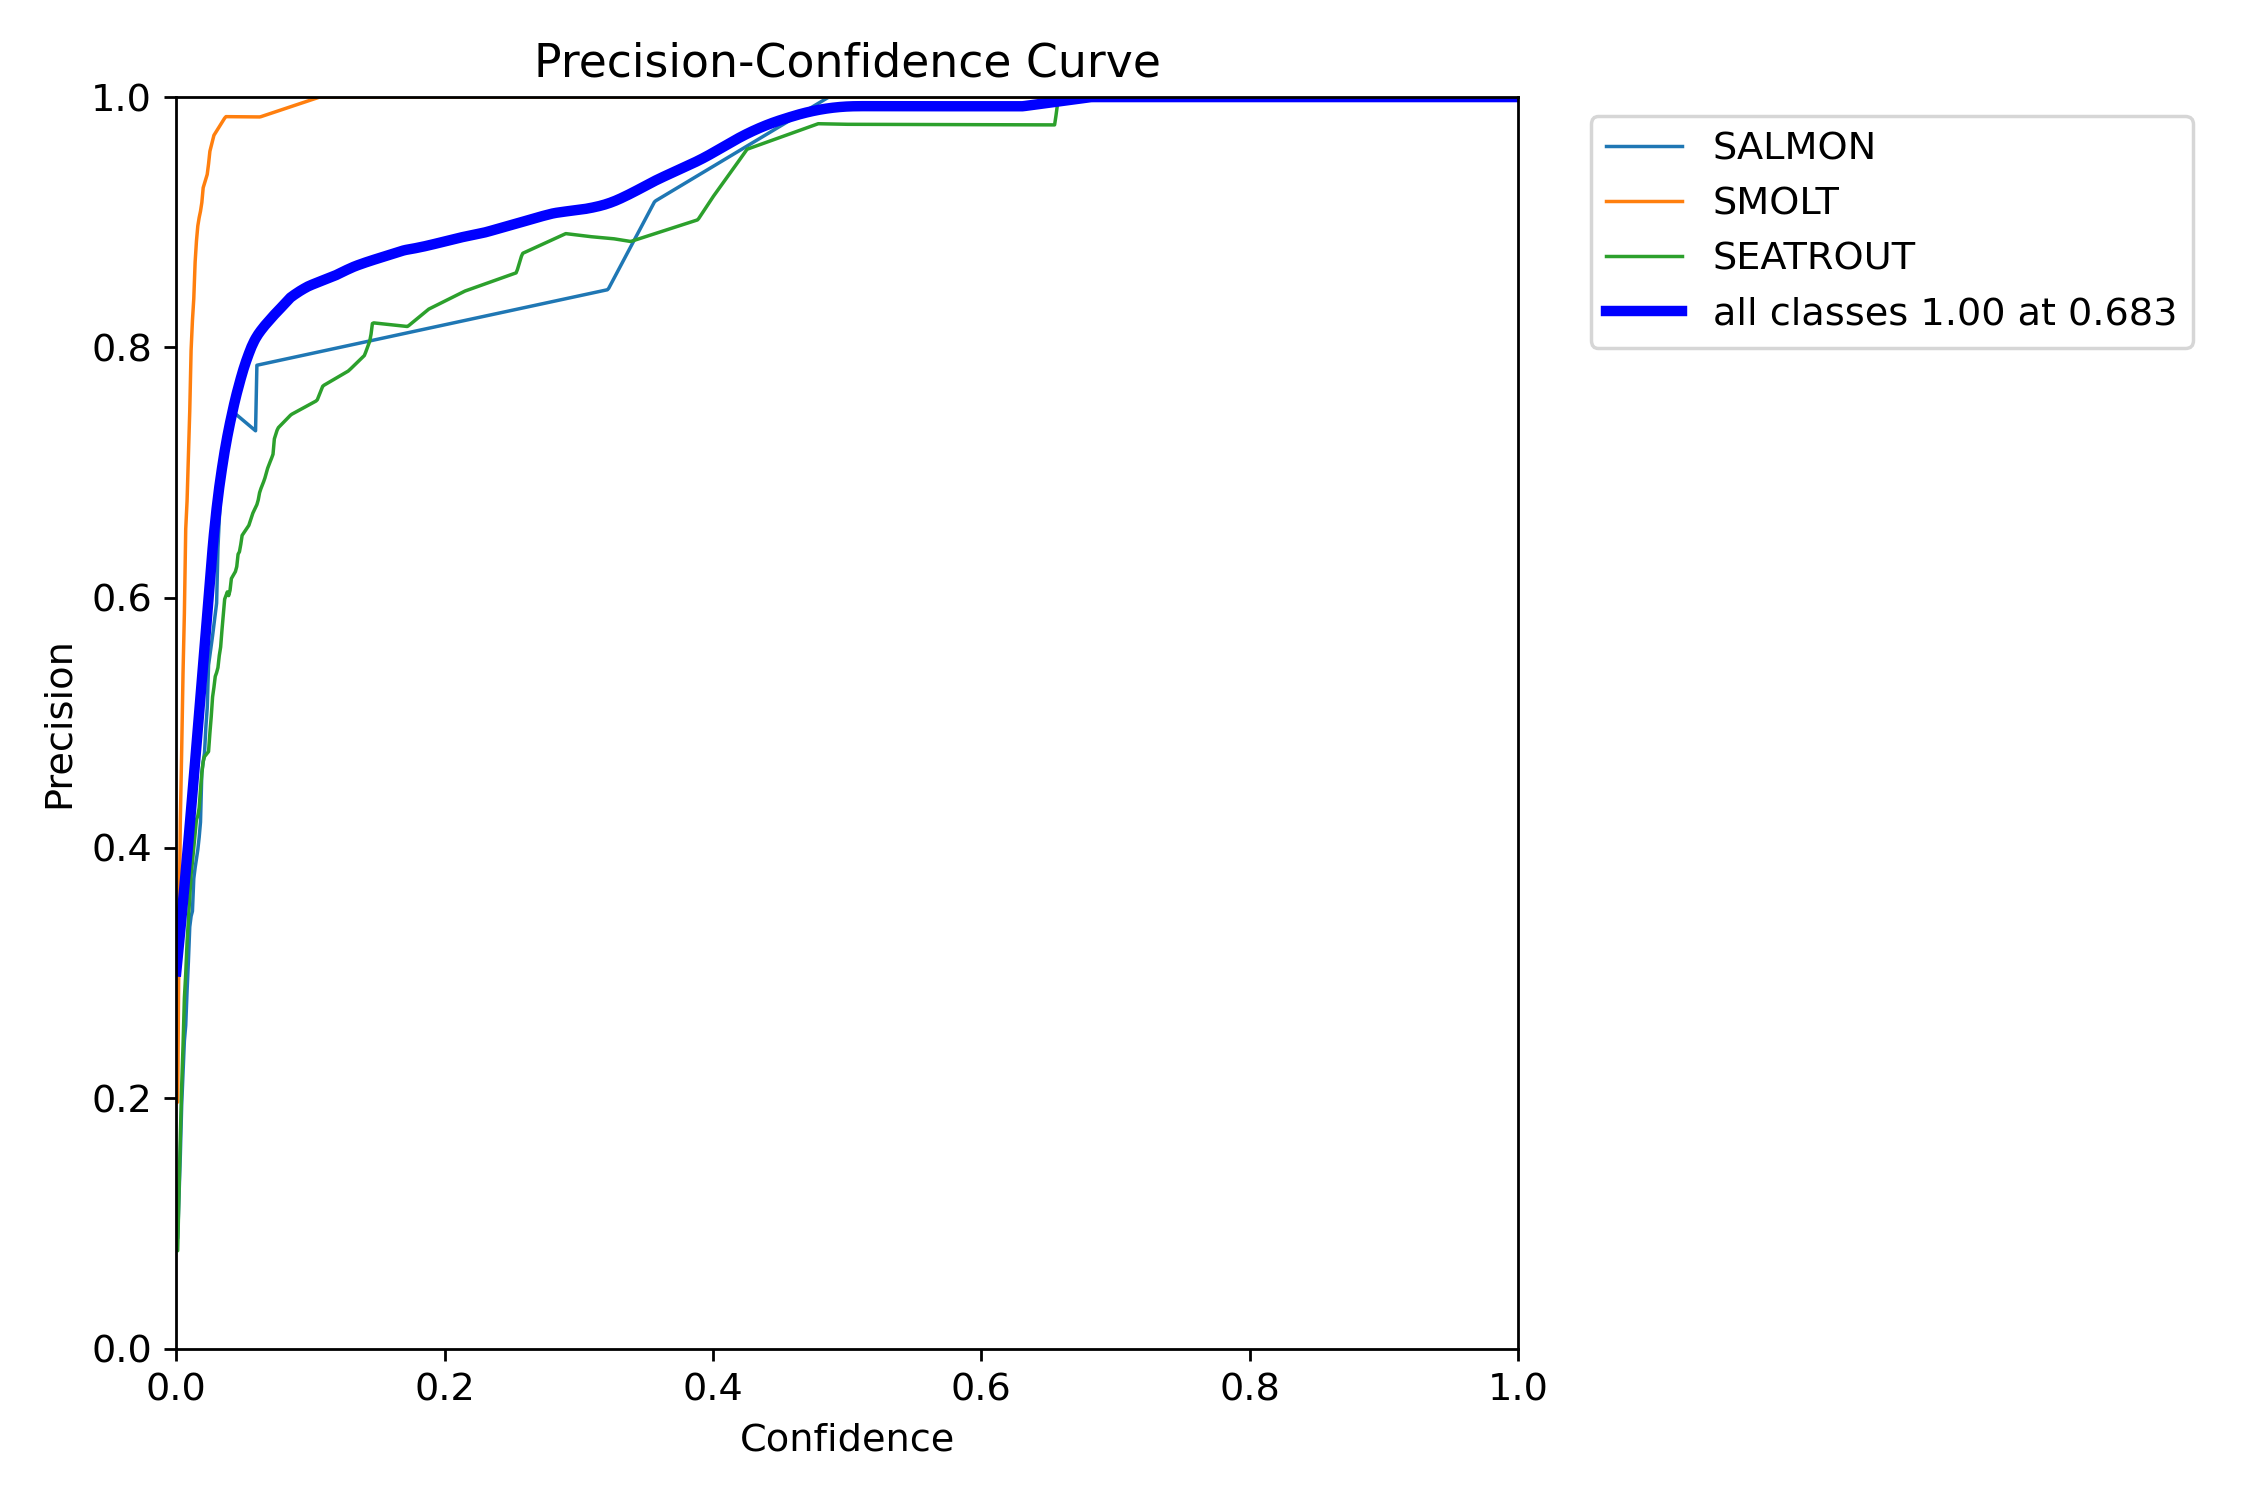 Precision-Confidence Curve
1.0
0.8
0.6
0.4
0.2
0.0
Precision
0.0 0.2 0.4 0.6 0.8 1.0
Confidence
SALMON
SMOLT
SEATROUT
all classes 1.00 at 0.683